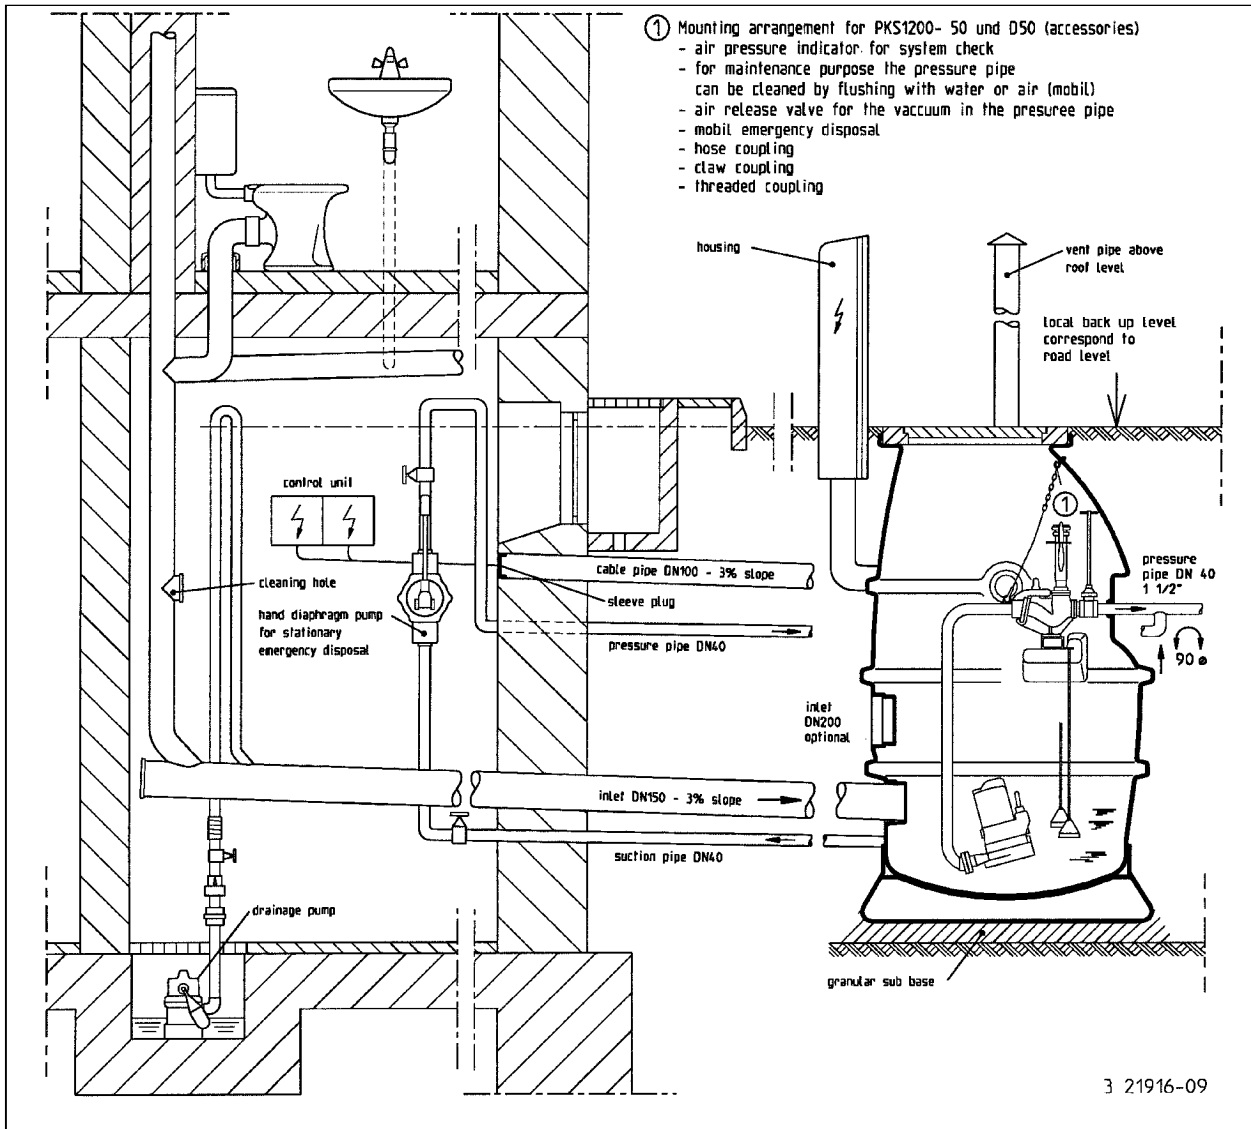 1 Mounting arrangement for PKS1200- 50 und D50 (accessories)
- air pressure indicator for system check
- for maintenance purpose the pressure pipe
can be cleaned by flushing with water or air (mobil)
- air release valve for the vaccuum in the presuree pipe
- mobil emergency disposal
- hose coupling
- claw coupling
- threaded coupling
housing
vent pipe above
roof level
local back up level
correspond to
road level
control unit
1
cable pipe DN100 - 3% slope
pressure
pipe DN 40
1 1/2"
cleaning hole
sleeve plug
hand diaphragm pump
for stationary
emergency disposal
pressure pipe DN40
90 ø
inlet
DN200
optional
inlet DN150 - 3% slope
suction pipe DN40
drainage pump
granular sub base
3 21916-09